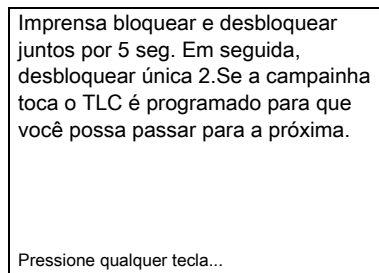 Imprensa bloquear e desbloquear
juntos por 5 seg. Em seguida,
desbloquear única 2.Se a campainha
toca o TLC é programado para que
você possa passar para a próxima.
Pressione qualquer tecla...